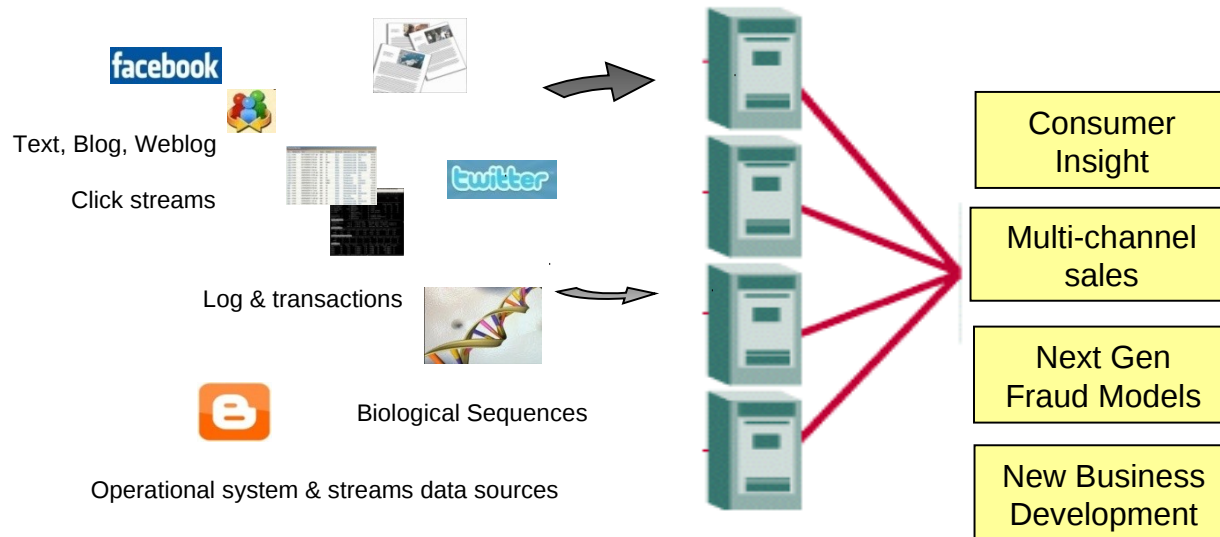 facebook
Text, Blog, Weblog
Click streams
twitter
Log & transactions
Biological Sequences
Operational system & streams data sources
Consumer
Insight
Multi-channel
sales
Next Gen
Fraud Models
New Business
Development